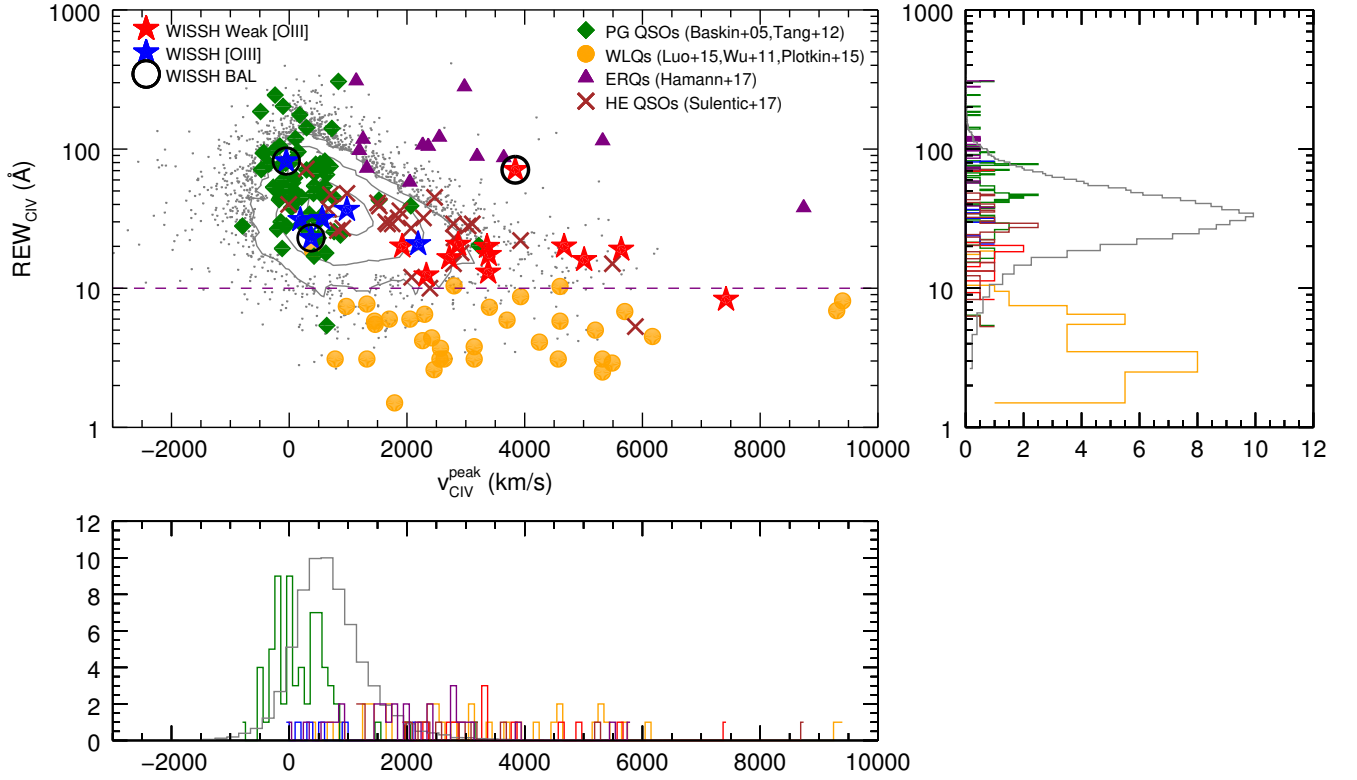 1000
100
10
1
REW_CIV (Å)
WISSH Weak [OIII]
WISSH [OIII]
WISSH BAL
PG QSOs (Baskin+05,Tang+12)
WLQs (Luo+15,Wu+11,Plotkin+15)
ERQs (Hamann+17)
HE QSOs (Sulentic+17)
−2000 0 2000 4000 6000 8000 10000
v_CIV^peak (km/s)
1000
100
10
1
0 2 4 6 8 10 12
12
10
8
6
4
2
0
−2000 0 2000 4000 6000 8000 10000